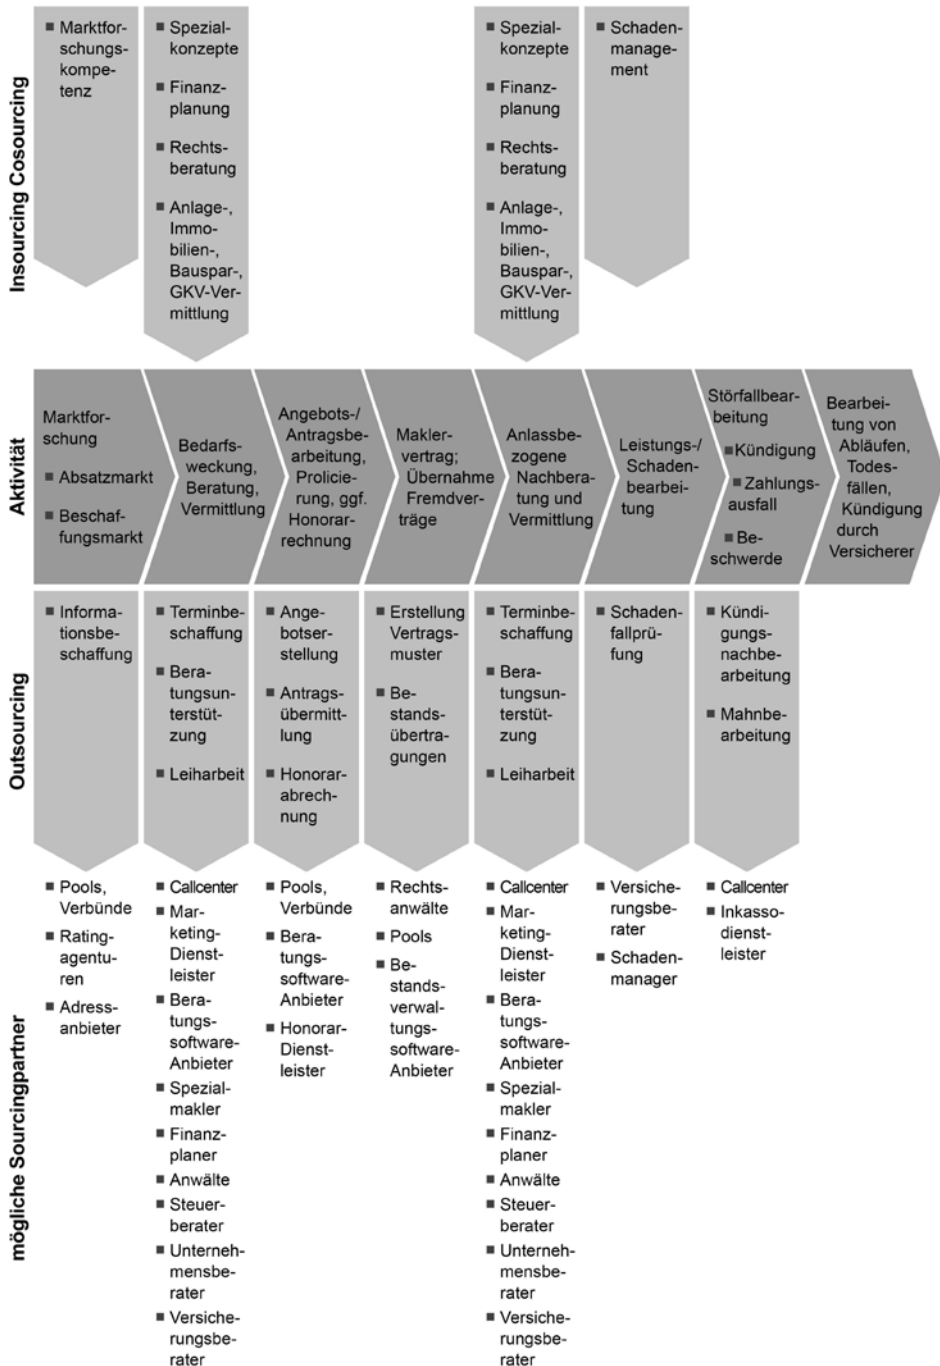 Insourcing Cosourcing
■ Marktfor-
schungs-
kompe-
tenz
■ Spezial-
konzepte
■ Finanz-
planung
■ Rechts-
beratung
■ Anlage-,
Immo-
bilien-,
Bauspar-,
GKV-Ver-
mittlung
■ Spezial-
konzepte
■ Finanz-
planung
■ Rechts-
beratung
■ Anlage-,
Immo-
bilien-,
Bauspar-,
GKV-Ver-
mittlung
■ Schaden-
manage-
ment
Aktivität
Marktfor-
schung
■ Absatzmarkt
■ Beschaf-
fungsmarkt
Bedarfs-
weckung,
Beratung,
Vermittlung
Angebots-/
Antragsbe-
arbeitung,
Prolicie-
rung, ggf.
Honorar-
rechnung
Makler-
vertrag;
Übernahme
Fremdver-
träge
Anlassbe-
zogene
Nachbera-
tung und
Vermittlung
Leistungs-/
Schaden-
bearbei-
tung
Störfallbear-
beitung
■ Kündigung
■ Zahlungs-
ausfall
■ Be-
schwerde
Bearbei-
tung von
Abläufen,
Todes-
fällen,
Kündigung
durch
Versicherer
Outsourcing
■ Informa-
tionsbe-
schaffung
■ Terminbe-
schaffung
■ Bera-
tungsun-
terstüt-
zung
■ Leiharbeit
■ Ange-
botser-
stellung
■ Antrags-
übermitt-
lung
■ Honorar-
abrech-
nung
■ Erstellung
Vertrags-
muster
■ Be-
stands-
übertra-
gungen
■ Terminbe-
schaffung
■ Bera-
tungsun-
terstüt-
zung
■ Leiharbeit
■ Schaden-
fallprü-
fung
■ Kündi-
gungs-
nachbe-
arbeitung
■ Mahnbe-
arbeitung
mögliche Sourcingpartner
■ Pools,
Verbünde
■ Rating-
agentu-
ren
■ Adress-
anbieter
■ Callcenter
■ Mar-
keting-
Dienst-
leister
■ Bera-
tungs-
software-
Anbieter
■ Spezial-
makler
■ Finanz-
planer
■ Anwälte
■ Steuer-
berater
■ Unterneh-
mensbe-
rater
■ Versiche-
rungsbe-
rater
■ Pools,
Verbünde
■ Bera-
tungs-
software-
Anbieter
■ Honorar-
Dienst-
leister
■ Rechts-
anwälte
■ Pools
■ Be-
stands-
verwal-
tungs-
software-
Anbieter
■ Callcenter
■ Mar-
keting-
Dienst-
leister
■ Bera-
tungs-
software-
Anbieter
■ Spezial-
makler
■ Finanz-
planer
■ Anwälte
■ Steuer-
berater
■ Unterneh-
mensbe-
rater
■ Versiche-
rungsbe-
rater
■ Versiche-
rungsbe-
rater
■ Schaden-
manager
■ Callcenter
■ Inkasso-
dienst-
leister